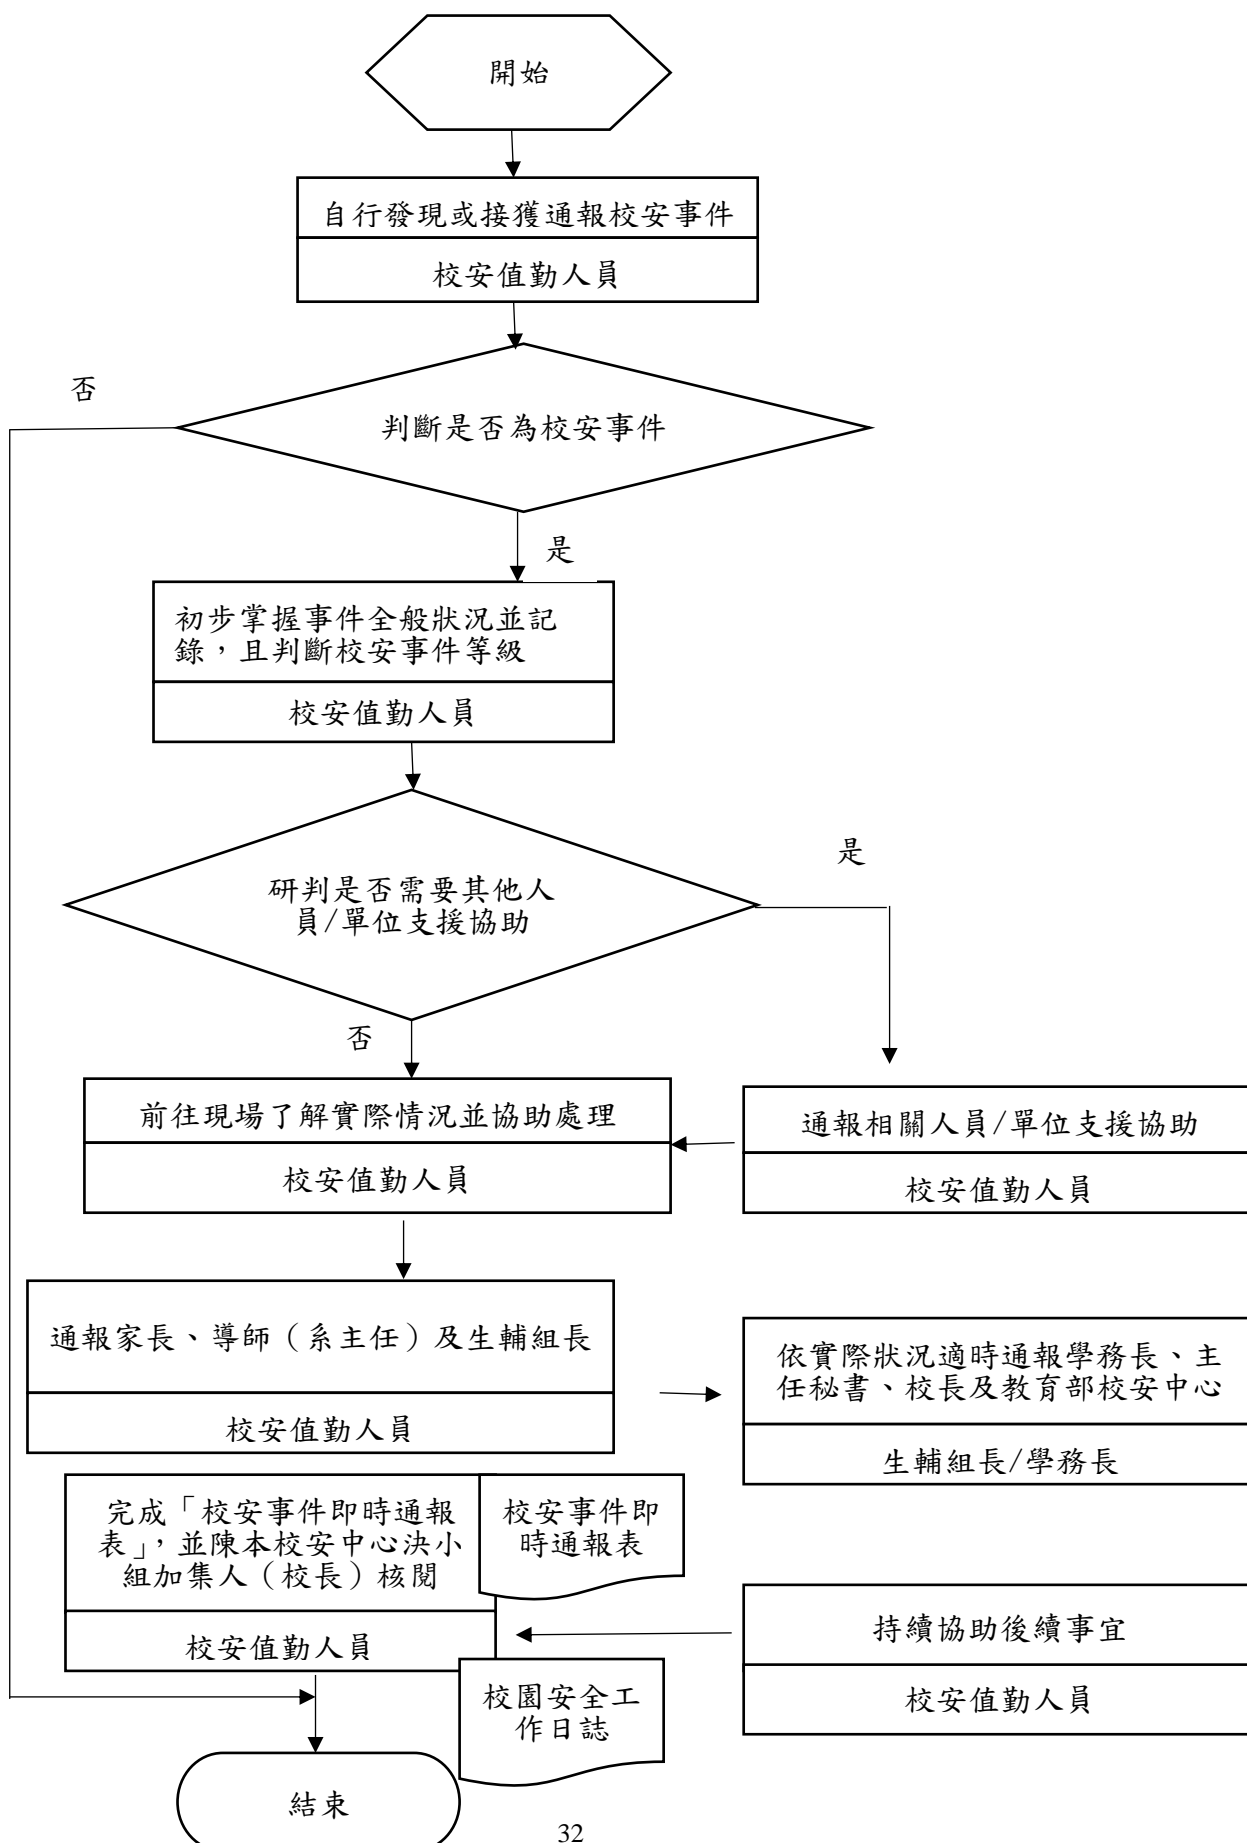 開始
自行發現或接獲通報校安事件
校安值勤人員
否
判斷是否為校安事件
是
初步掌握事件全般狀況並記
錄，且判斷校安事件等級
校安值勤人員
是
研判是否需要其他人
員/單位支援協助
否
前往現場了解實際情況並協助處理
校安值勤人員
通報相關人員/單位支援協助
校安值勤人員
通報家長、導師（系主任）及生輔組長
校安值勤人員
依實際狀況適時通報學務長、主
任秘書、校長及教育部校安中心
生輔組長/學務長
完成「校安事件即時通報
表」，並陳本校安中心決小
組加集人（校長）核閱
校安值勤人員
校安事件即
時通報表
持續協助後續事宜
校安值勤人員
校園安全工
作日誌
結束
32